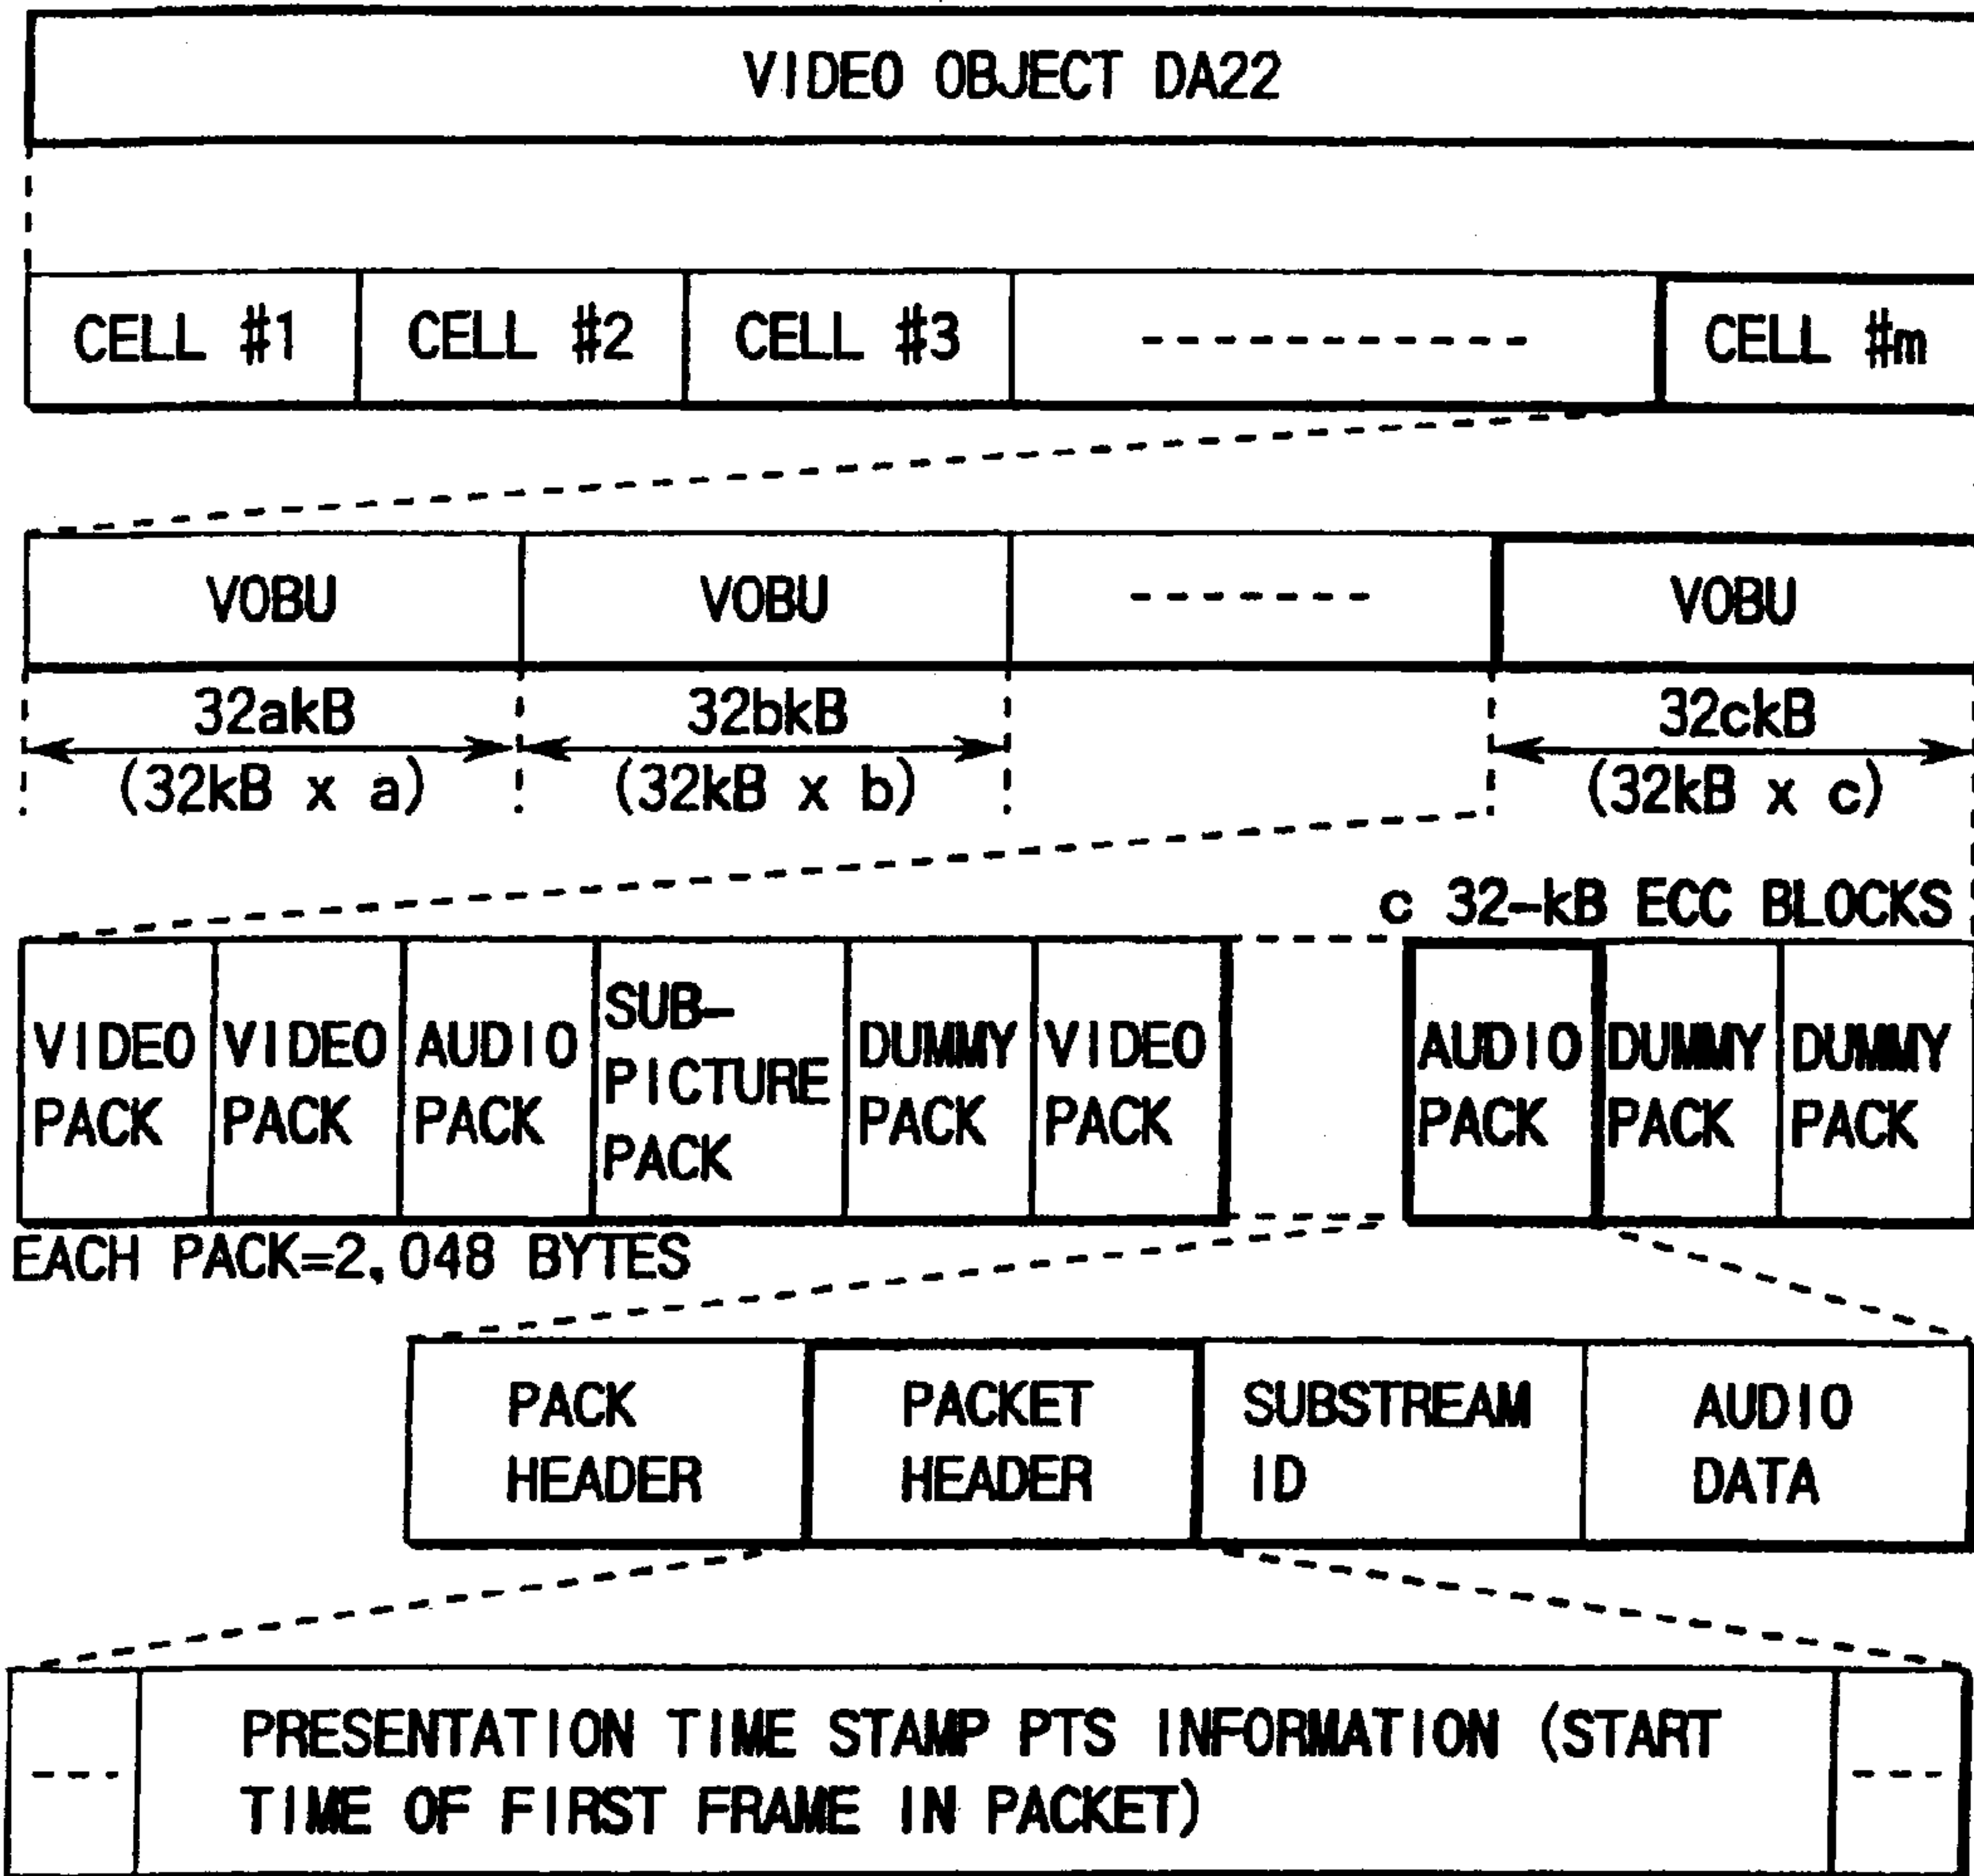 VIDEO OBJECT DA22
CELL #1 CELL #2 CELL #3 ------------ CELL #m
VOBU VOBU ------- VOBU
32akB 32bkB 32ckB
(32kB x a) (32kB x b) (32kB x c)
c 32-kB ECC BLOCKS
VIDEO PACK
VIDEO PACK
AUDIO PACK
SUB-
PICTURE
PACK
DUMMY PACK
VIDEO PACK
AUDIO PACK
DUMMY PACK
DUMMY PACK
EACH PACK=2,048 BYTES
PACK
HEADER
PACKET
HEADER
SUBSTREAM
ID
AUDIO
DATA
--- PRESENTATION TIME STAMP PTS INFORMATION (START
TIME OF FIRST FRAME IN PACKET) ---